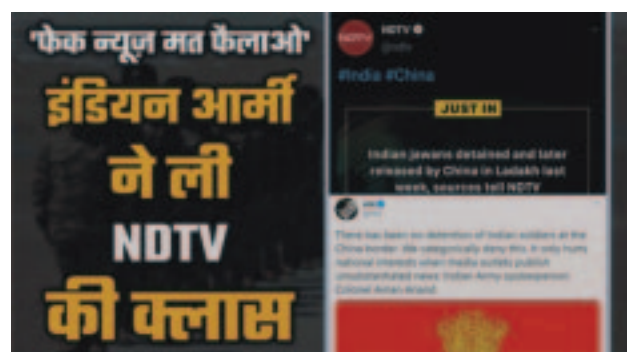 'फेक न्यूज़ मत फैलाओ'
इंडियन आर्मी
ने ली
NDTV
की क्लास
NDTV
@ndtv
#India #China
JUST IN
Indian jawans detained and later
released by China in Ladakh last
week, sources tell NDTV
ANI
There has been no detention of Indian soldiers at the
China border. We categorically deny this. It only hurts
national interests when media outlets publish
unsubstantiated news: Indian Army spokesperson
Colonel Aman Anand